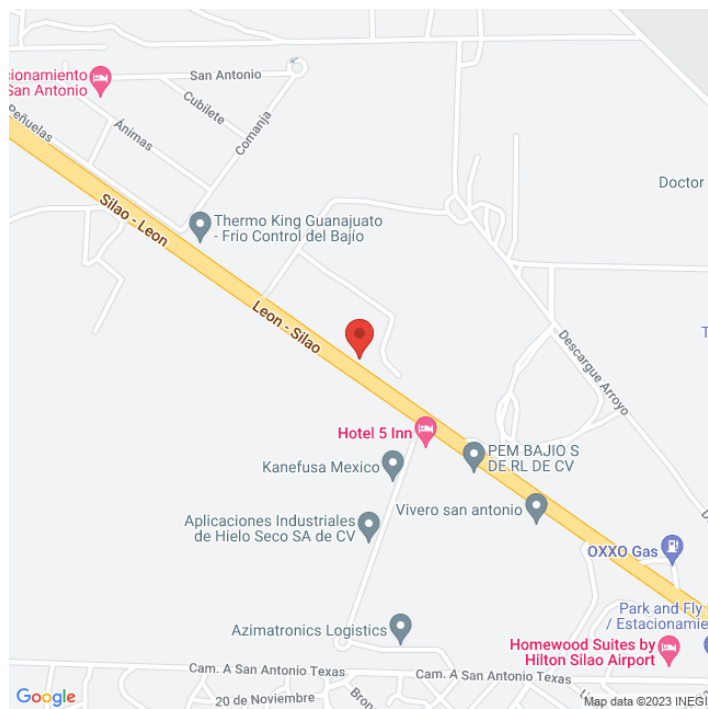 cionamiento
San Antonio
San Antonio
Cubilete
Peñuelas
Ánimas
Comanja
Doctor
Silao - Leon
Thermo King Guanajuato
- Frio Control del Bajío
Leon - Silao
Descargue Arroyo
Hotel 5 Inn
PEM BAJIO S
DE RL DE CV
Kanefusa Mexico
Vivero san antonio
Aplicaciones Industriales
de Hielo Seco SA de CV
OXXO Gas
Park and Fly
/ Estacionamie
Azimatronics Logistics
Homewood Suites by
Hilton Silao Airport
Cam. A San Antonio Texas
Cam. A San Antonio Texas
20 de Noviembre
Bron
Google
Map data ©2023 INEGI